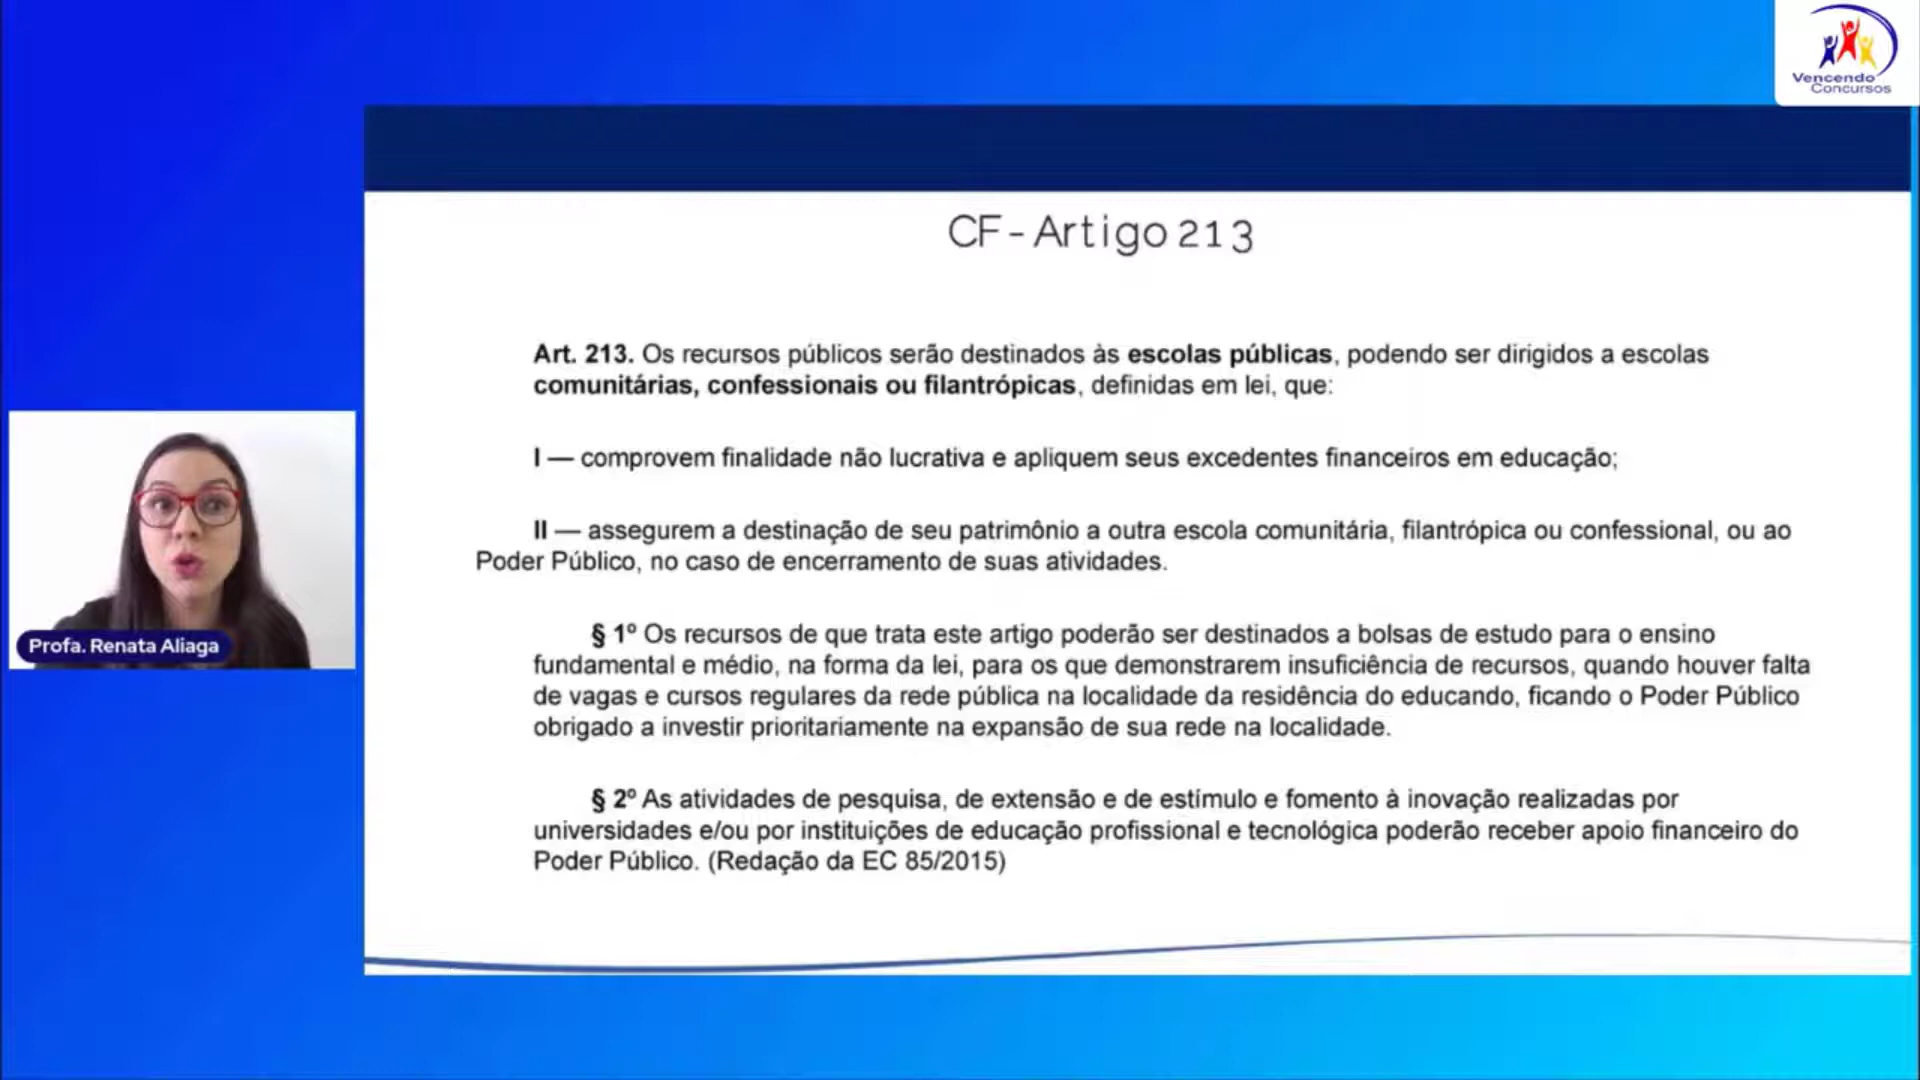 Vencendo
Concursos
CF - Artigo 213
Art. 213. Os recursos públicos serão destinados às escolas públicas, podendo ser dirigidos a escolas
comunitárias, confessionais ou filantrópicas, definidas em lei, que:
I — comprovem finalidade não lucrativa e apliquem seus excedentes financeiros em educação;
II — assegurem a destinação de seu patrimônio a outra escola comunitária, filantrópica ou confessional, ou ao
Poder Público, no caso de encerramento de suas atividades.
§ 1º Os recursos de que trata este artigo poderão ser destinados a bolsas de estudo para o ensino
fundamental e médio, na forma da lei, para os que demonstrarem insuficiência de recursos, quando houver falta
de vagas e cursos regulares da rede pública na localidade da residência do educando, ficando o Poder Público
obrigado a investir prioritariamente na expansão de sua rede na localidade.
§ 2º As atividades de pesquisa, de extensão e de estímulo e fomento à inovação realizadas por
universidades e/ou por instituições de educação profissional e tecnológica poderão receber apoio financeiro do
Poder Público. (Redação da EC 85/2015)
Profa. Renata Aliaga